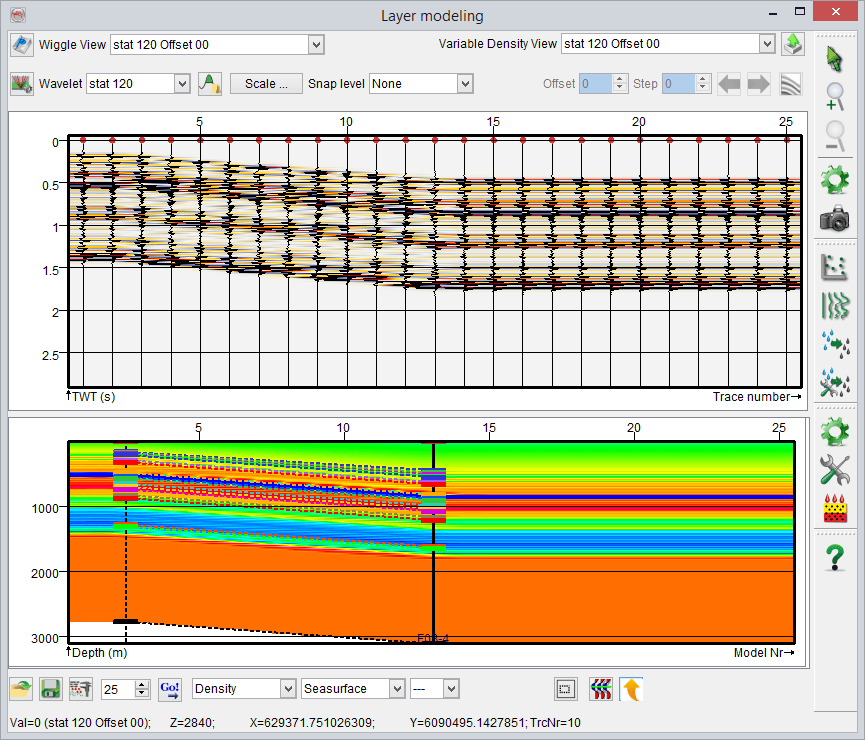 Layer modeling
Wiggle View stat 120 Offset 00 Variable Density View stat 120 Offset 00
Wavelet stat 120 Scale ... Snap level None Offset 0 Step 0
5 10 15 20 25
0
0.5
1
1.5
2
2.5
TWT (s) Trace number
5 10 15 20 25
1000
2000
3000
Depth (m) Model Nr
25 Go! Density Seasurface ---
Val=0 (stat 120 Offset 00); Z=2840; X=629371.751026309; Y=6090495.1427851; TrcNr=10